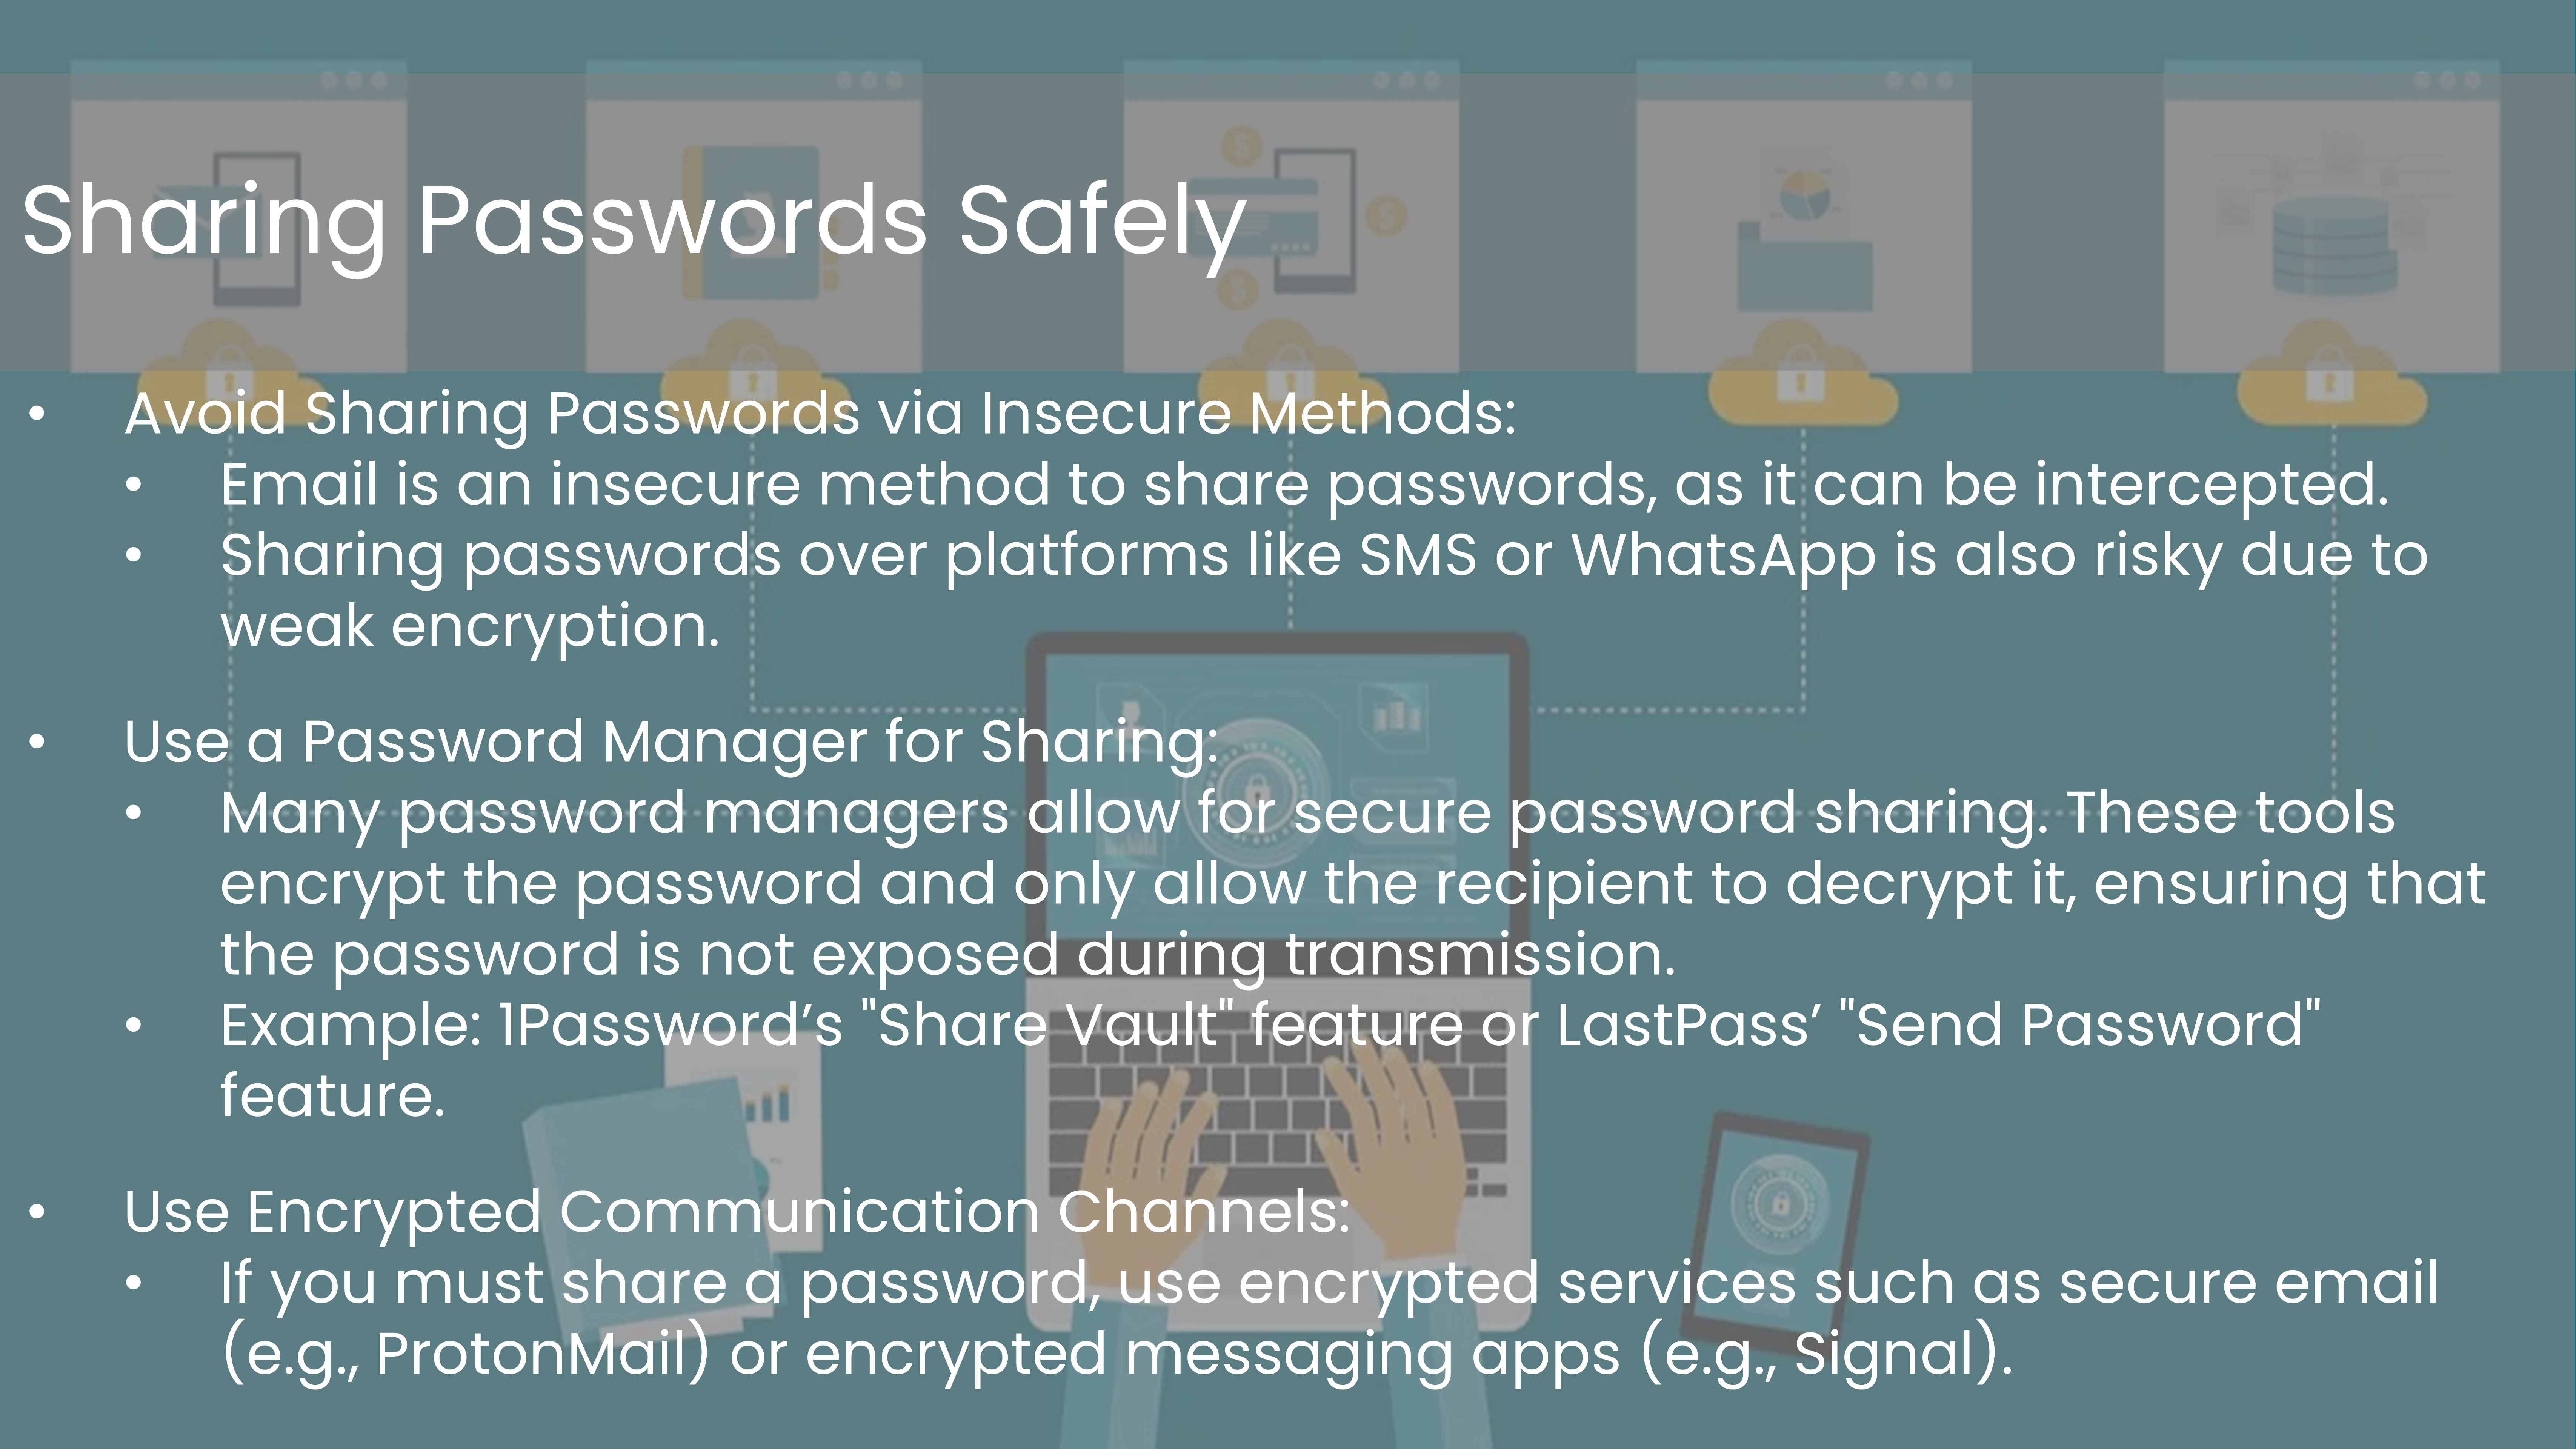 Sharing Passwords Safely
• Avoid Sharing Passwords via Insecure Methods:
• Email is an insecure method to share passwords, as it can be intercepted.
• Sharing passwords over platforms like SMS or WhatsApp is also risky due to
weak encryption.
• Use a Password Manager for Sharing:
• Many password managers allow for secure password sharing. These tools
encrypt the password and only allow the recipient to decrypt it, ensuring that
the password is not exposed during transmission.
• Example: 1Password’s "Share Vault" feature or LastPass’ "Send Password"
feature.
• Use Encrypted Communication Channels:
• If you must share a password, use encrypted services such as secure email
(e.g., ProtonMail) or encrypted messaging apps (e.g., Signal).